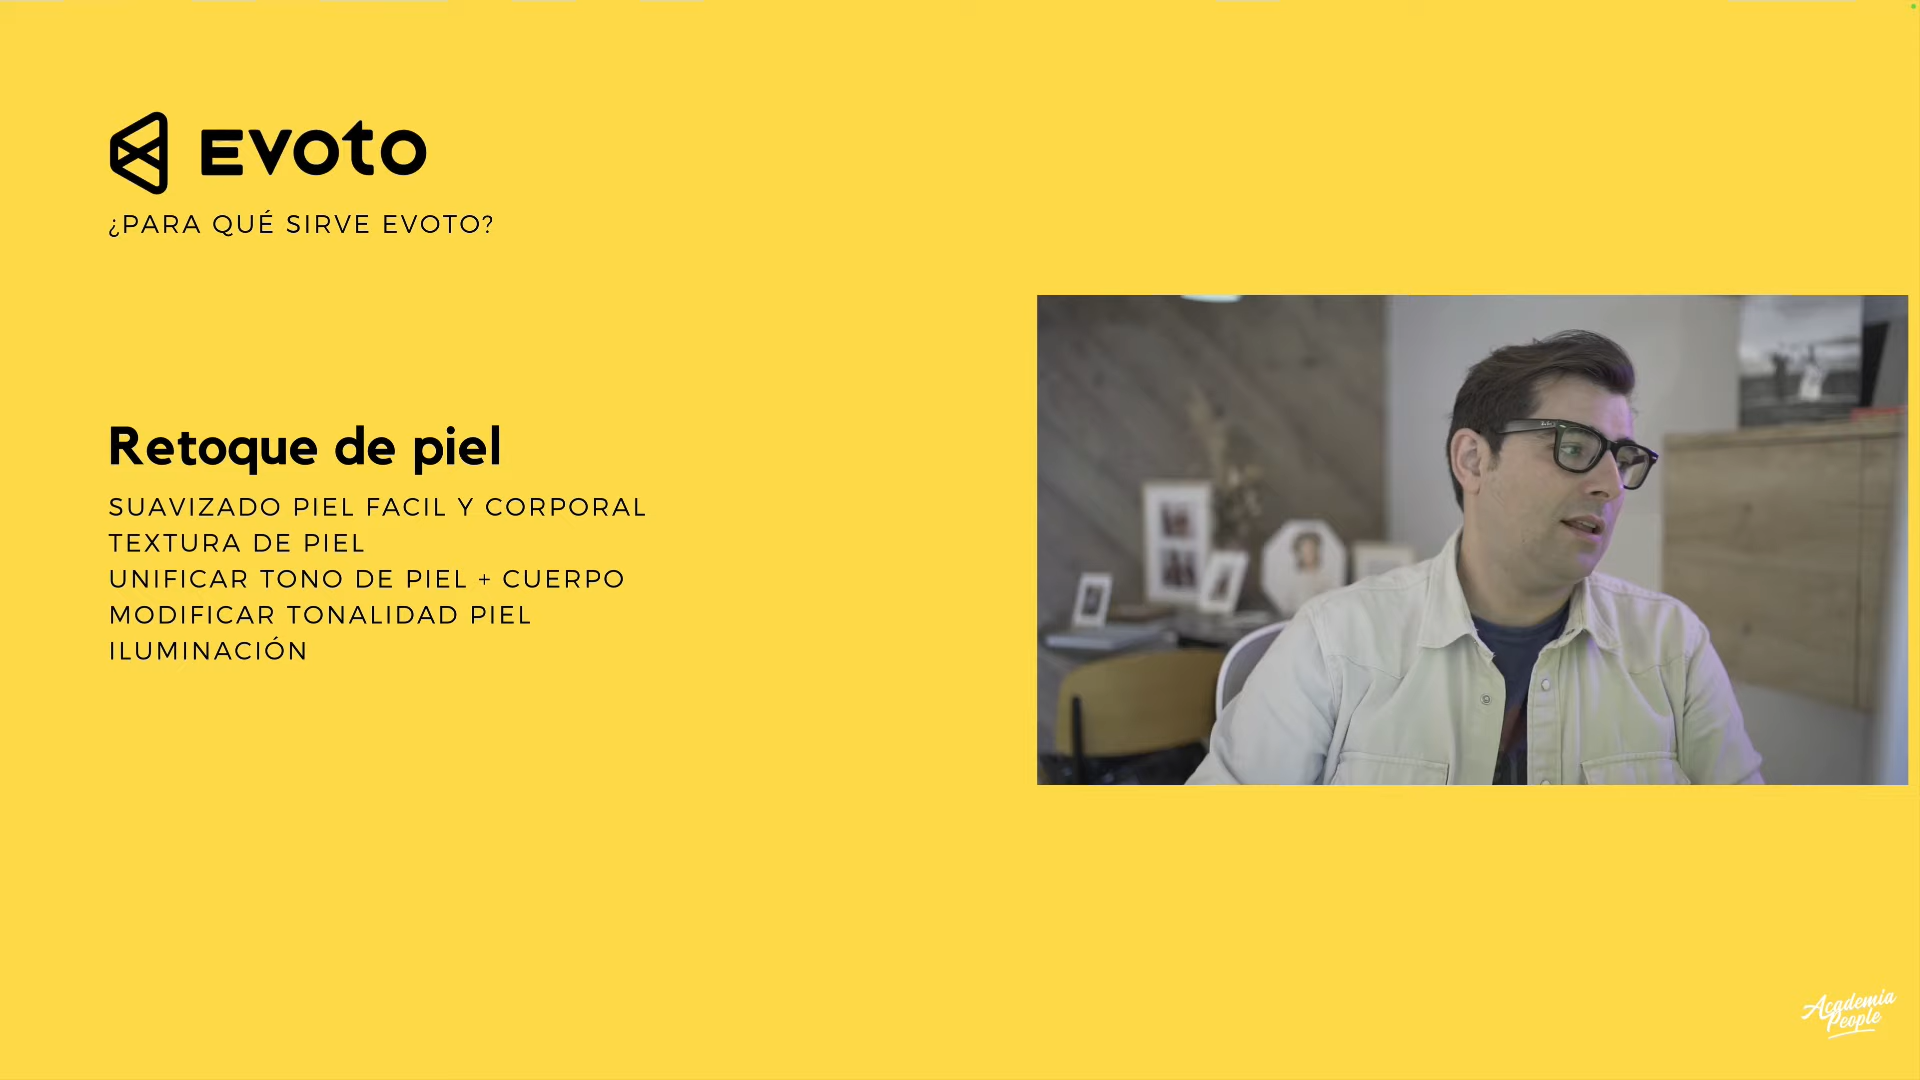 Evoto
¿PARA QUÉ SIRVE EVOTO?
Retoque de piel
SUAVIZADO PIEL FACIL Y CORPORAL
TEXTURA DE PIEL
UNIFICAR TONO DE PIEL + CUERPO
MODIFICAR TONALIDAD PIEL
ILUMINACIÓN
Academia
People